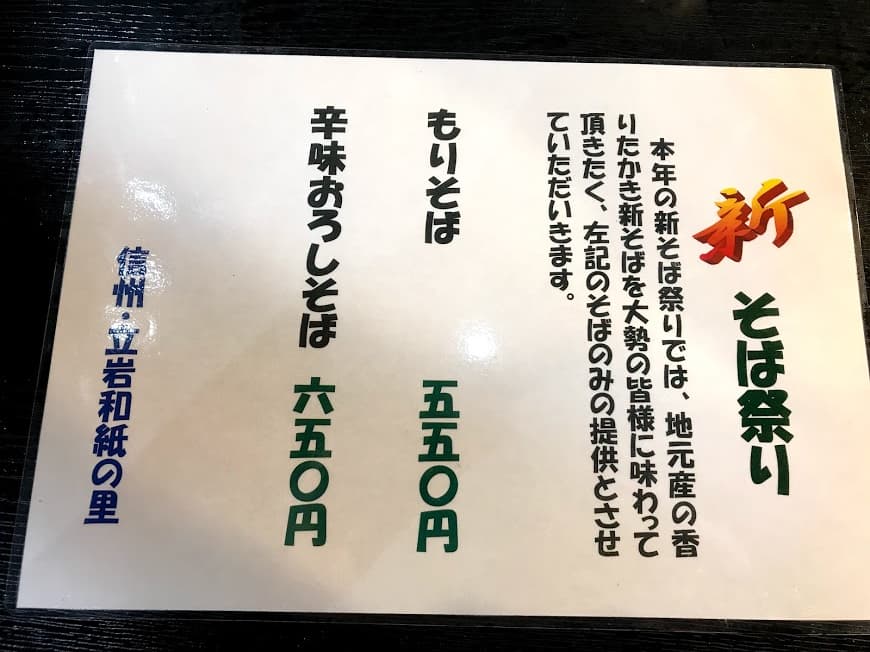 新そば祭り
本年の新そば祭りでは、地元産の香
りたかき新そばを大勢の皆様に味わって
頂きたく、左記のそばのみの提供とさせ
ていただいきます。
もりそば 五五〇円
辛味おろしそば 六五〇円
信州・立岩和紙の里